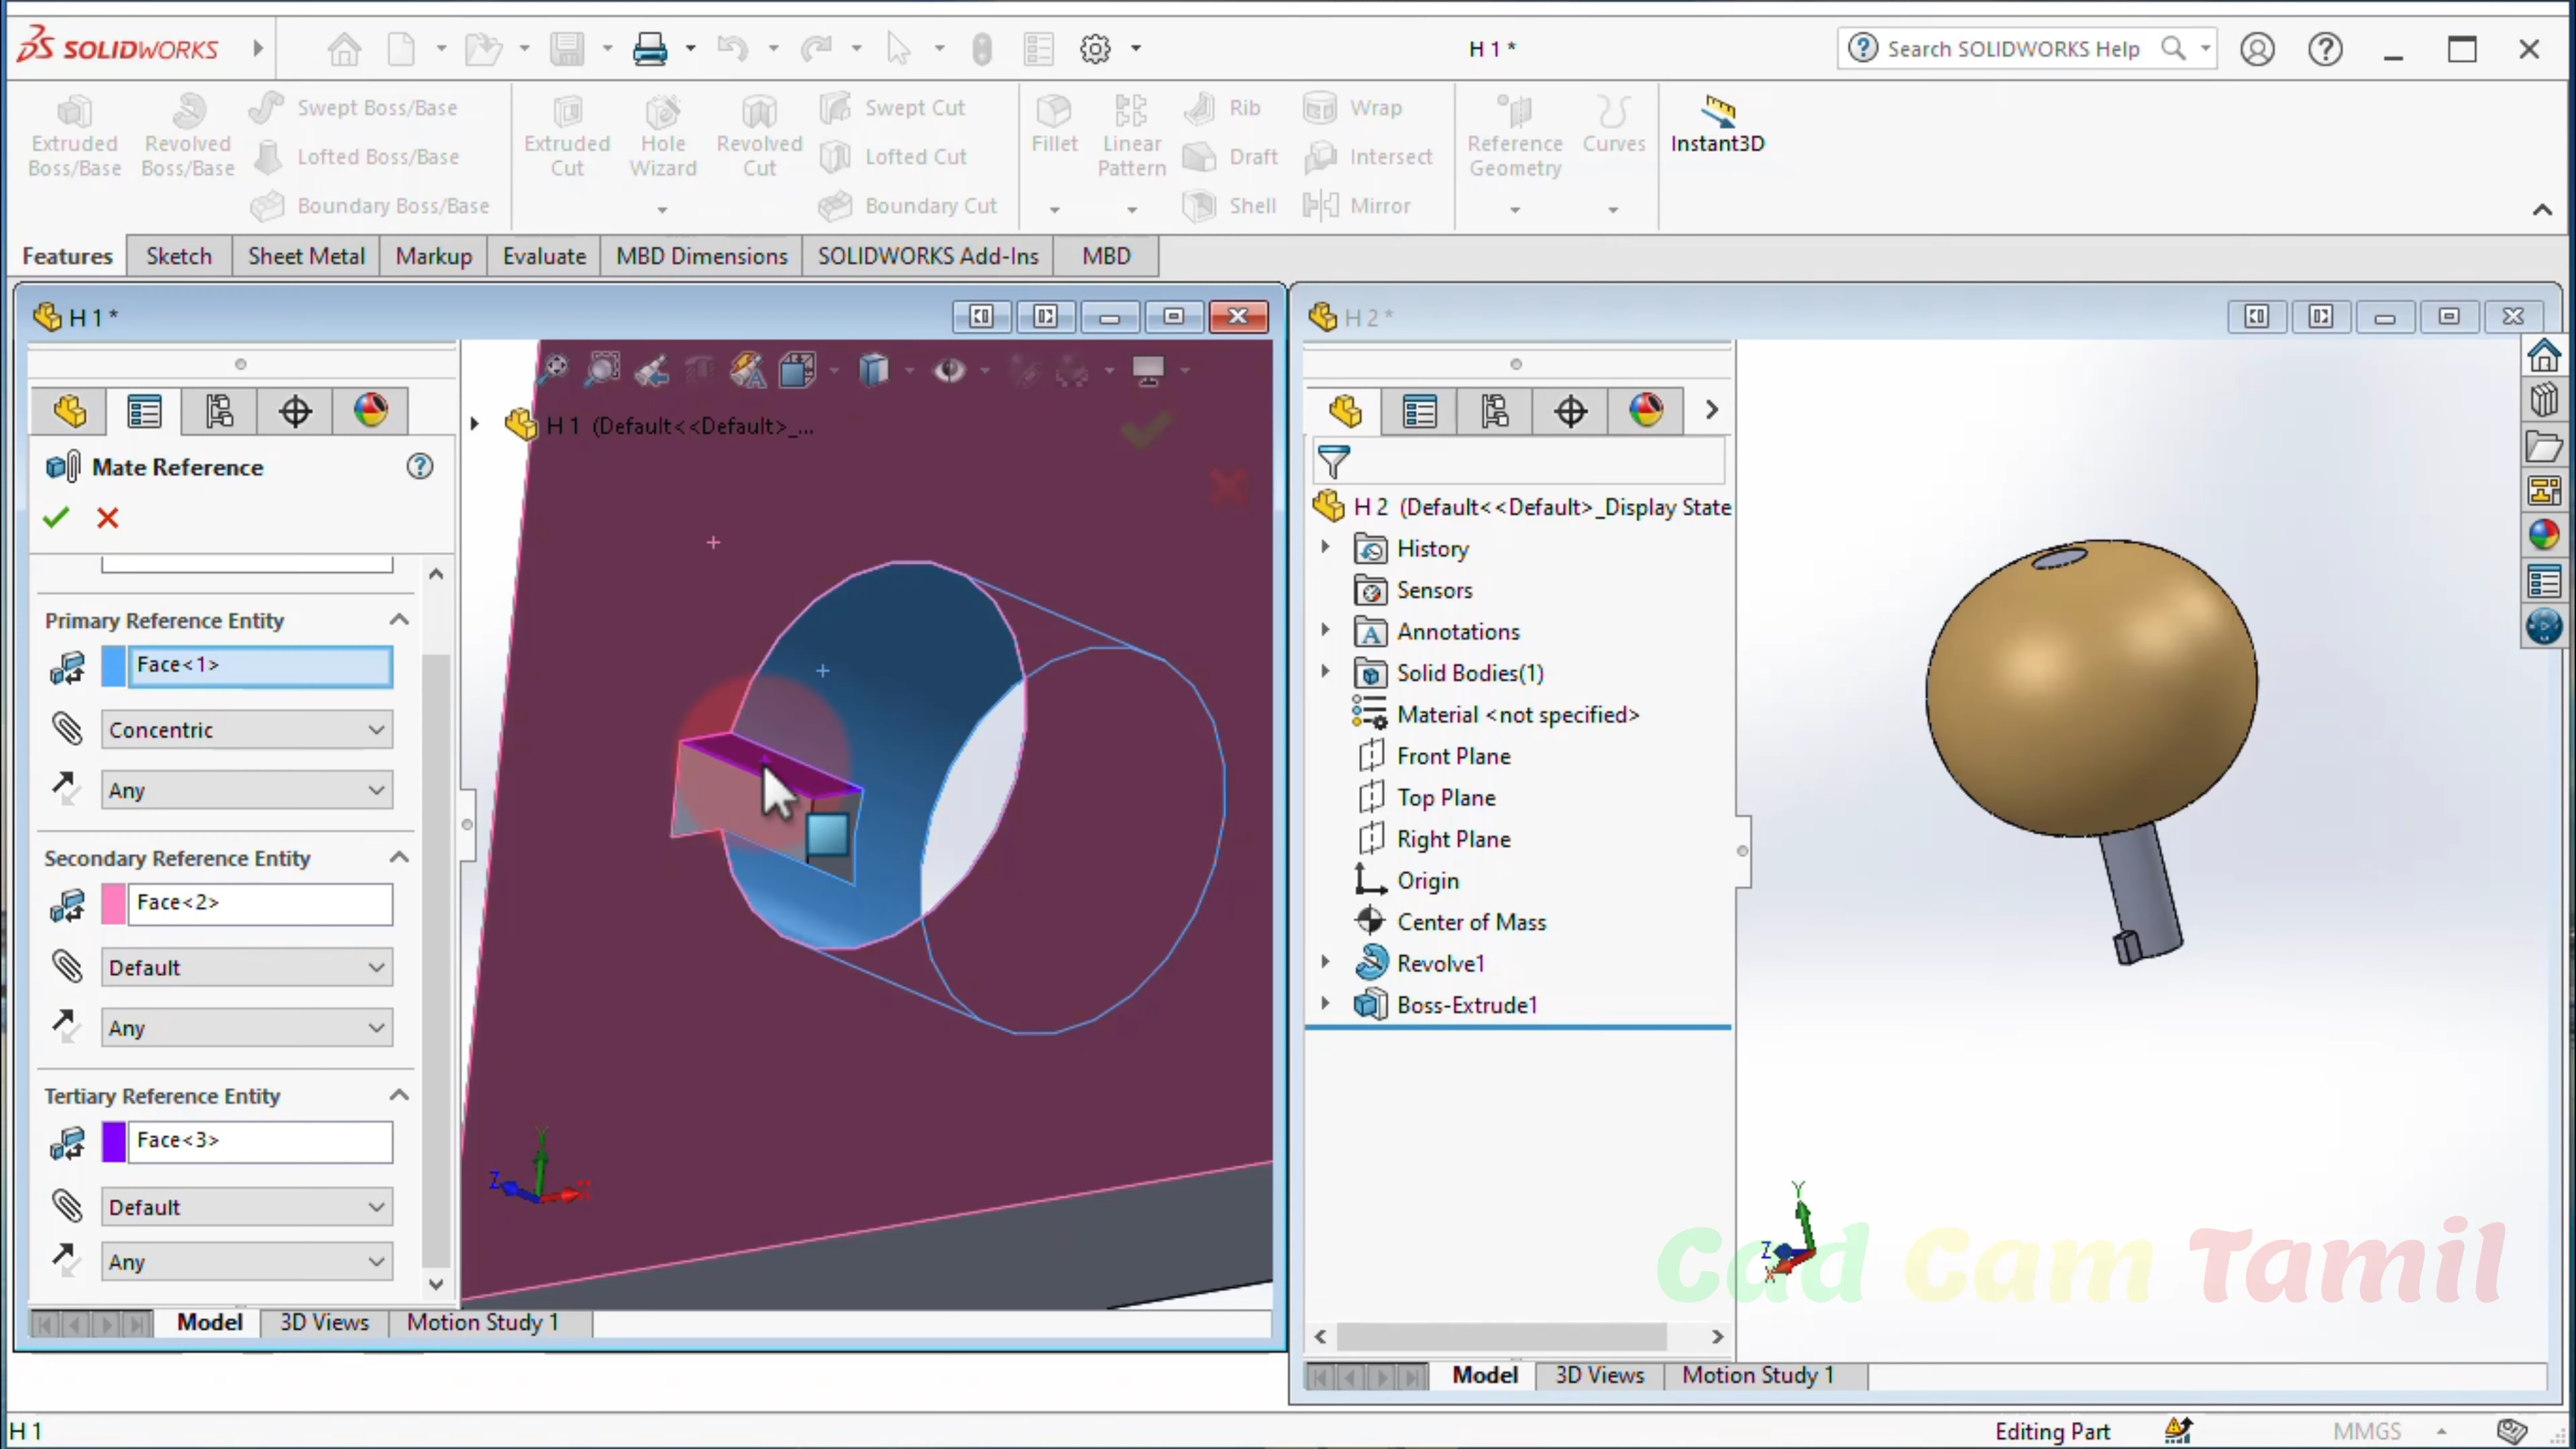 SOLIDWORKS
H 1 *
Search SOLIDWORKS Help
Extruded Boss/Base
Revolved Boss/Base
Swept Boss/Base
Lofted Boss/Base
Boundary Boss/Base
Extruded Cut
Hole Wizard
Revolved Cut
Swept Cut
Lofted Cut
Boundary Cut
Fillet
Linear Pattern
Rib
Draft
Shell
Wrap
Intersect
Mirror
Reference Geometry
Curves
Instant3D
Features
Sketch
Sheet Metal
Markup
Evaluate
MBD Dimensions
SOLIDWORKS Add-Ins
MBD
H 1 *
H 1 (Default<<Default>_...
Mate Reference
Primary Reference Entity
Face<1>
Concentric
Any
Secondary Reference Entity
Face<2>
Default
Any
Tertiary Reference Entity
Face<3>
Default
Any
Y
Z
X
Model
3D Views
Motion Study 1
H 2 *
H 2 (Default<<Default>_Display State
History
Sensors
Annotations
Solid Bodies(1)
Material <not specified>
Front Plane
Top Plane
Right Plane
Origin
Center of Mass
Revolve1
Boss-Extrude1
Y
Z
X
Cad Cam Tamil
Model
3D Views
Motion Study 1
H 1
Editing Part
MMGS